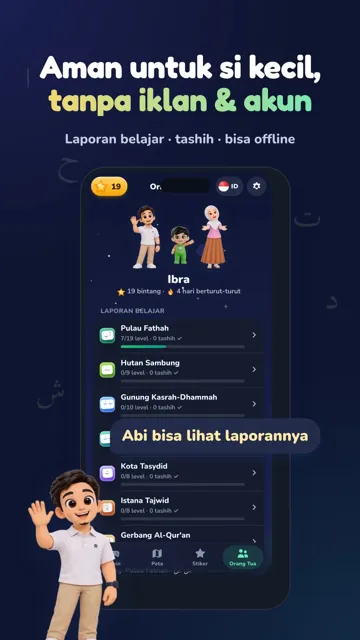 Aman untuk si kecil,
tanpa iklan & akun
Laporan belajar · tashih · bisa offline
ح
ت
د
ش
19
Or
ID
Ibra
19 bintang · 4 hari berturut-turut
LAPORAN BELAJAR
Pulau Fathah
7/19 level · 0 tashih ✓
Hutan Sambung
0/9 level · 0 tashih ✓
Gunung Kasrah-Dhammah
0/10 level · 0 tashih ✓
Abi bisa lihat laporannya
Kota Tasydid
0/8 level · 0 tashih ✓
Istana Tajwid
0/8 level · 0 tashih ✓
Gerbang Al-Qur'an
Peta
Stiker
Orang Tua